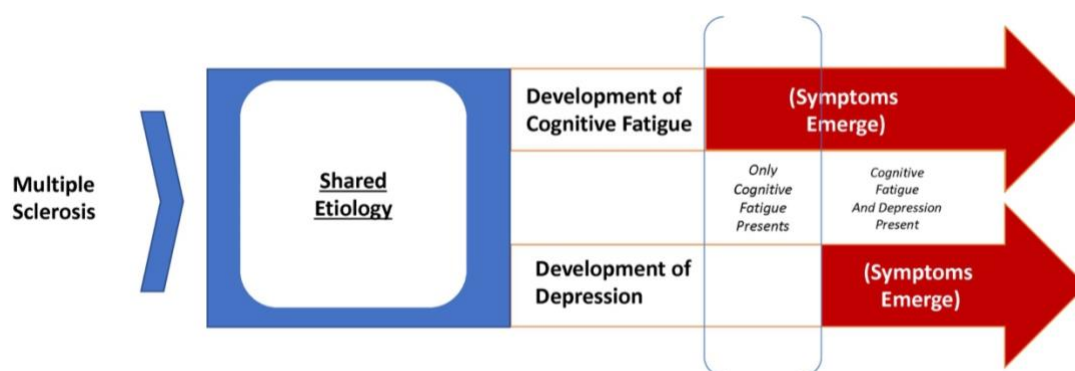 Multiple
Sclerosis
Shared
Etiology
Development of
Cognitive Fatigue
(Symptoms
Emerge)
Only
Cognitive
Fatigue
Presents
Cognitive
Fatigue
And Depression
Present
Development of
Depression
(Symptoms
Emerge)